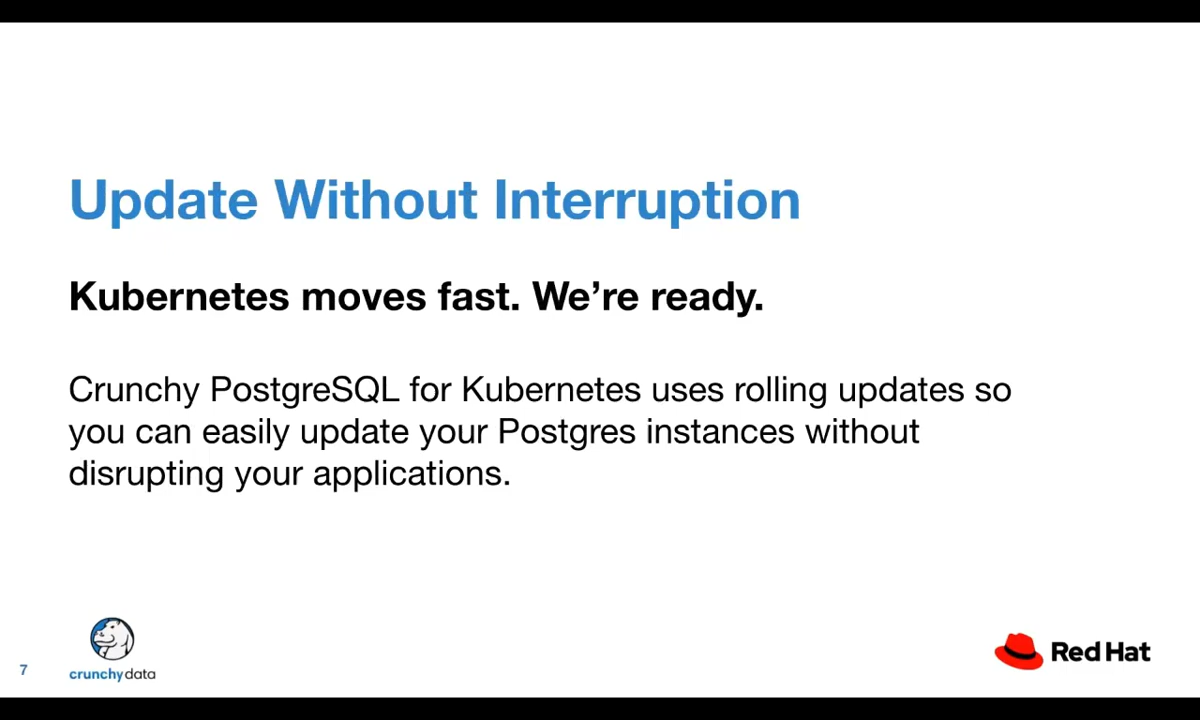 Update Without Interruption
Kubernetes moves fast. We’re ready.
Crunchy PostgreSQL for Kubernetes uses rolling updates so
you can easily update your Postgres instances without
disrupting your applications.
7
crunchydata
Red Hat